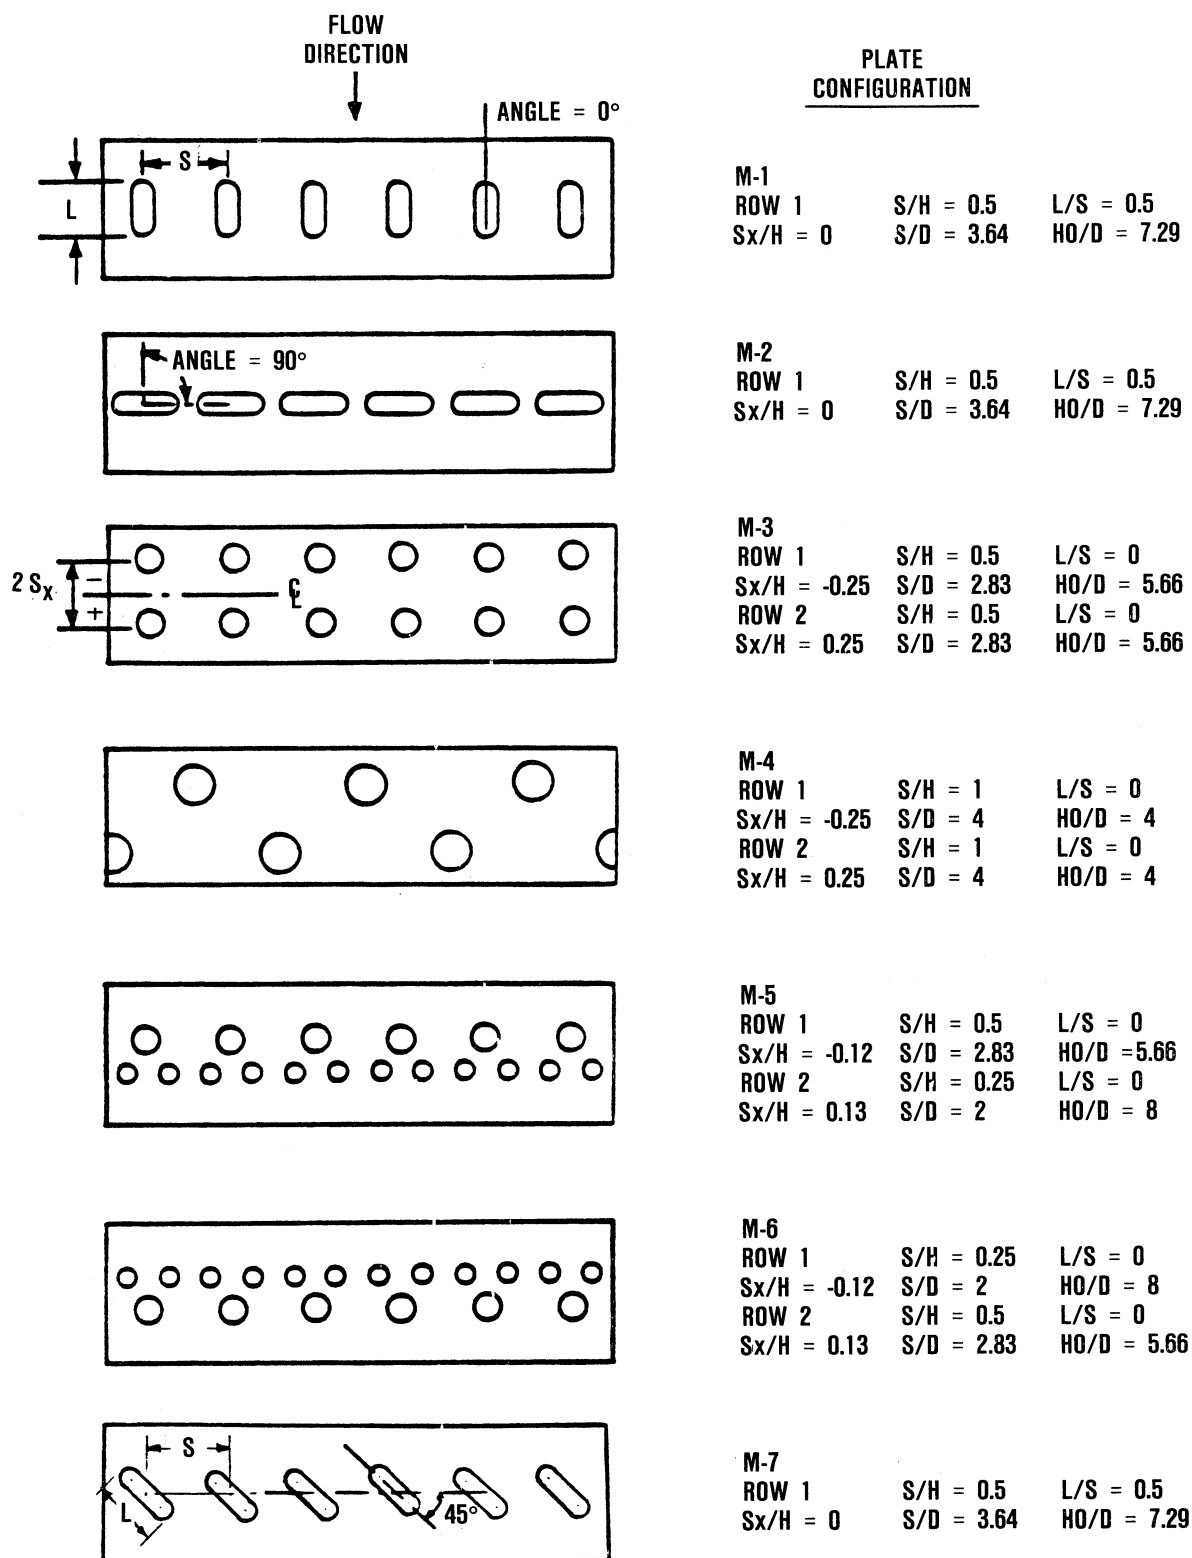 FLOW
DIRECTION
PLATE
CONFIGURATION
ANGLE = 0°
S
L
M-1
ROW 1 S/H = 0.5 L/S = 0.5
Sx/H = 0 S/D = 3.64 HO/D = 7.29
ANGLE = 90°
M-2
ROW 1 S/H = 0.5 L/S = 0.5
Sx/H = 0 S/D = 3.64 HO/D = 7.29
2 Sx
−
+
℄
M-3
ROW 1 S/H = 0.5 L/S = 0
Sx/H = -0.25 S/D = 2.83 HO/D = 5.66
ROW 2 S/H = 0.5 L/S = 0
Sx/H = 0.25 S/D = 2.83 HO/D = 5.66
M-4
ROW 1 S/H = 1 L/S = 0
Sx/H = -0.25 S/D = 4 HO/D = 4
ROW 2 S/H = 1 L/S = 0
Sx/H = 0.25 S/D = 4 HO/D = 4
M-5
ROW 1 S/H = 0.5 L/S = 0
Sx/H = -0.12 S/D = 2.83 HO/D =5.66
ROW 2 S/H = 0.25 L/S = 0
Sx/H = 0.13 S/D = 2 HO/D = 8
M-6
ROW 1 S/H = 0.25 L/S = 0
Sx/H = -0.12 S/D = 2 HO/D = 8
ROW 2 S/H = 0.5 L/S = 0
Sx/H = 0.13 S/D = 2.83 HO/D = 5.66
S
L
45°
M-7
ROW 1 S/H = 0.5 L/S = 0.5
Sx/H = 0 S/D = 3.64 HO/D = 7.29